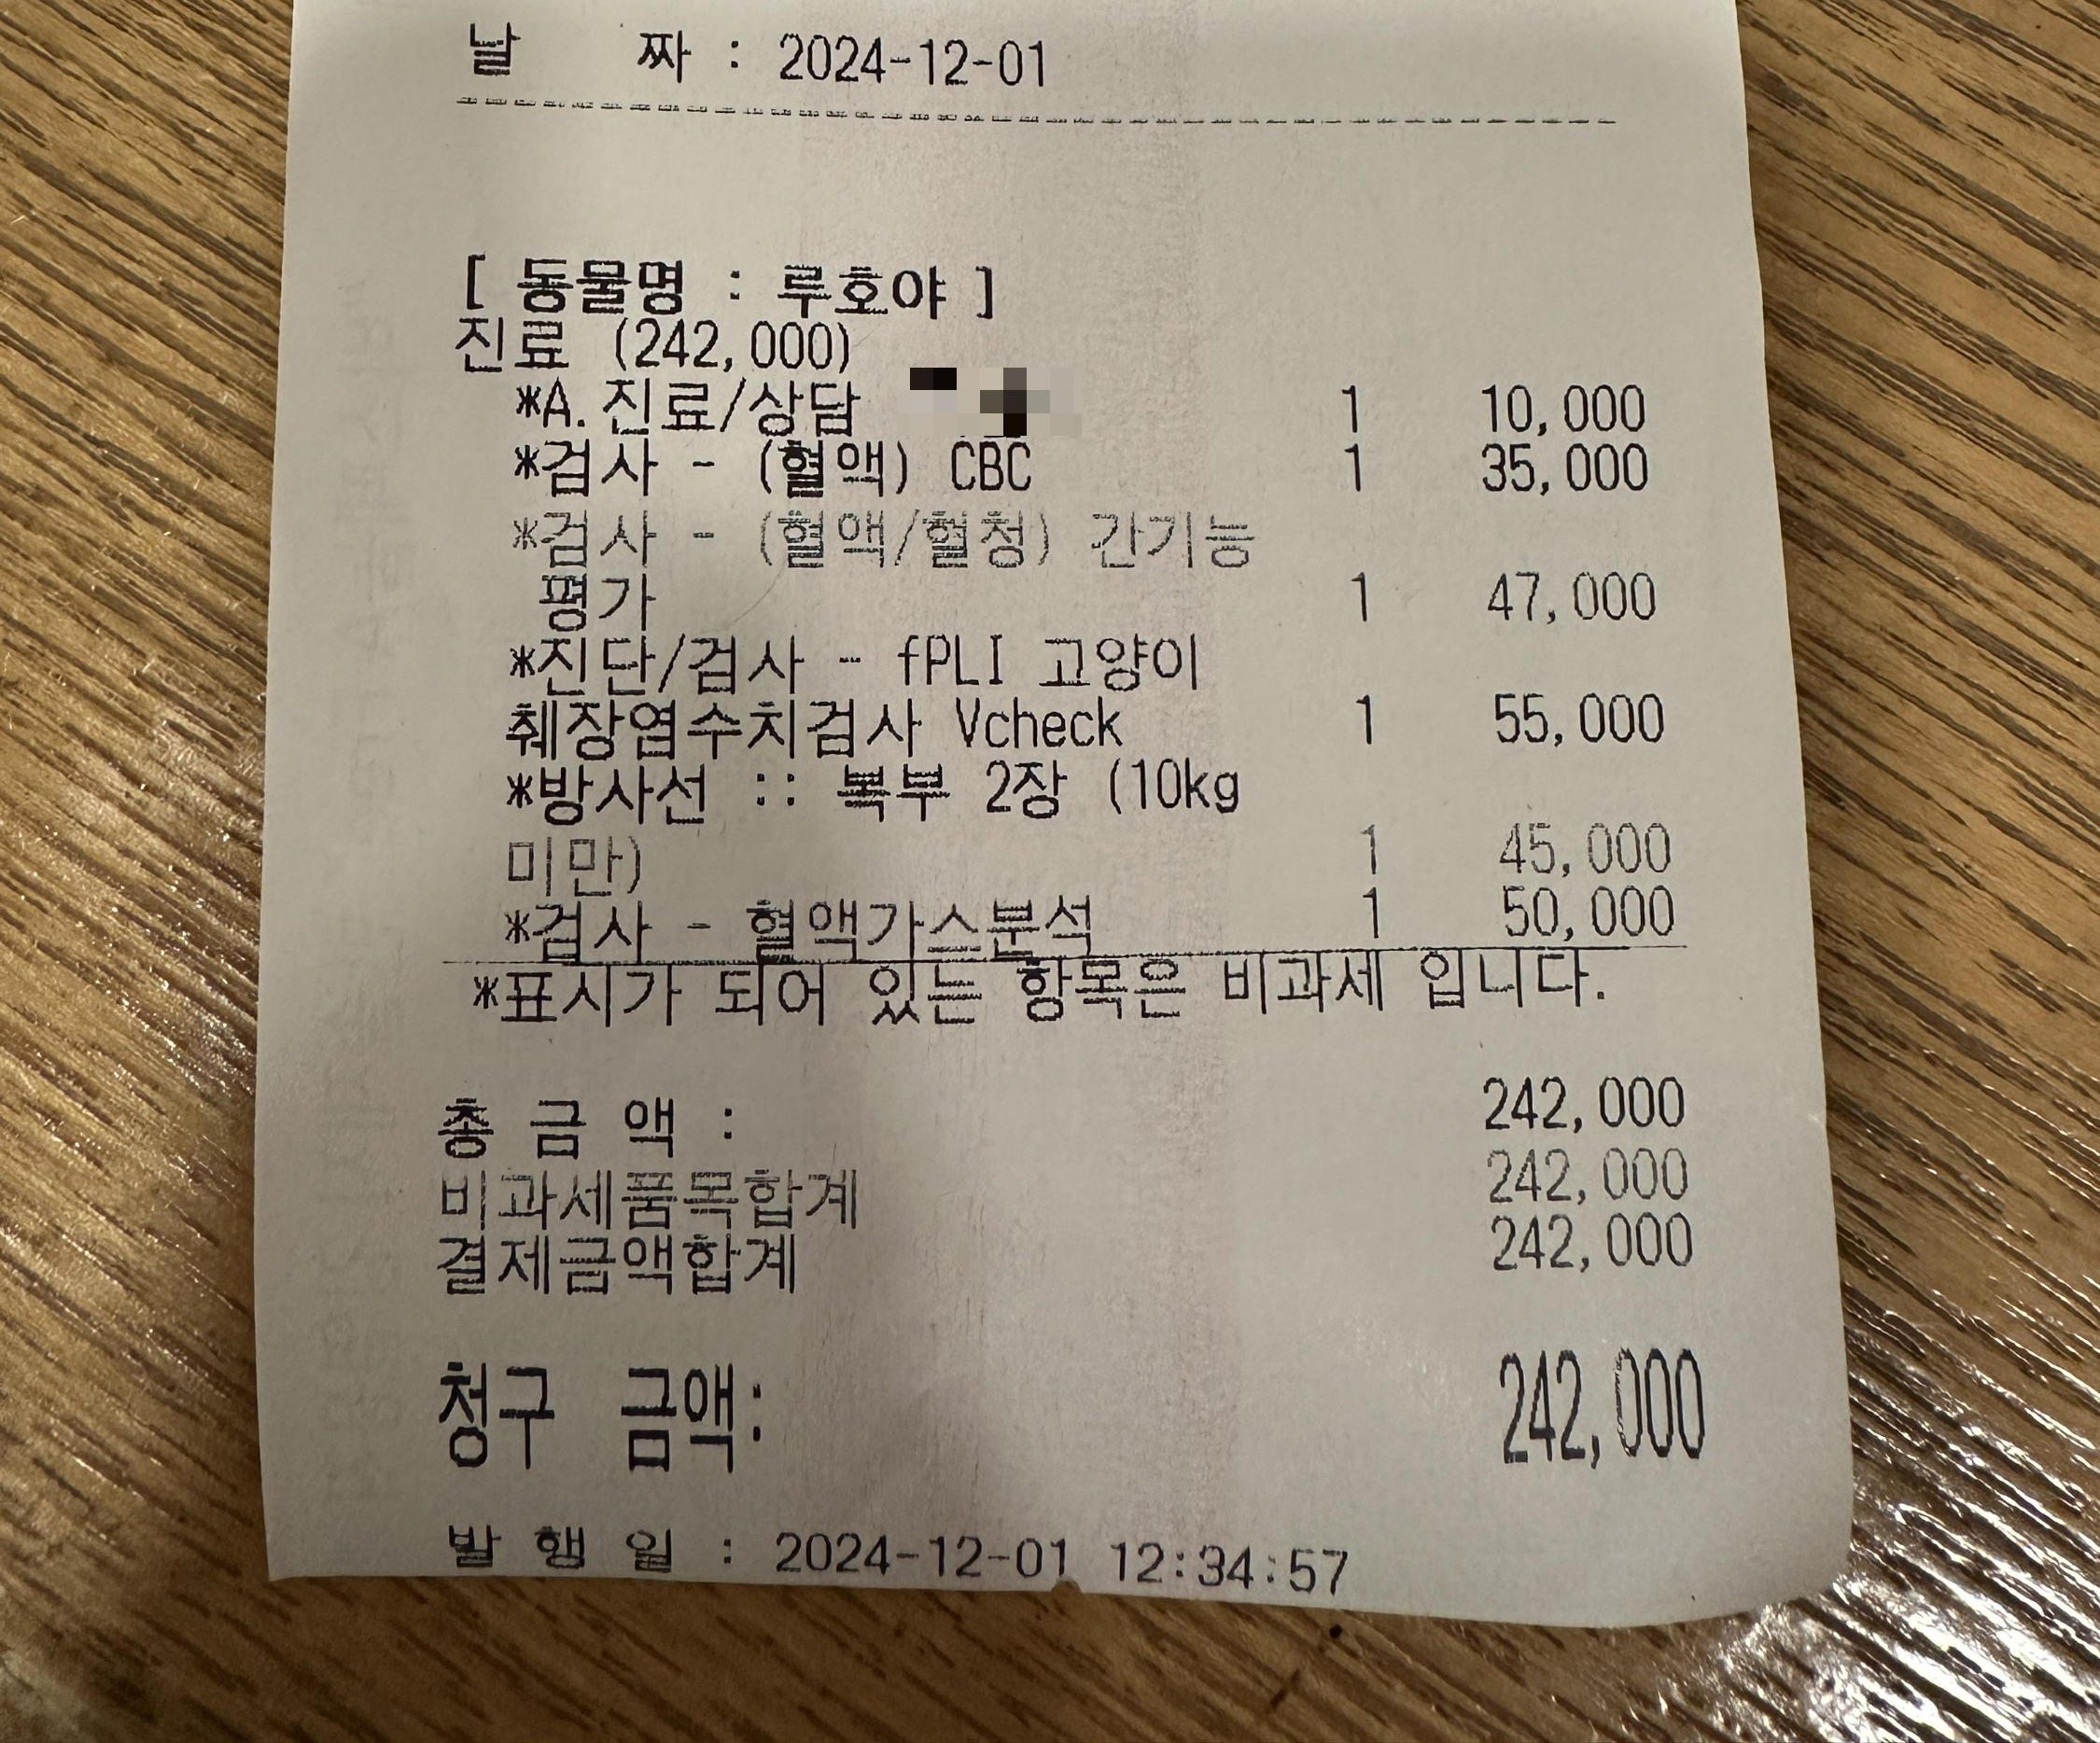 날 짜 : 2024-12-01
[ 동물명 : 루호야 ]
진료 (242,000)
*A.진료/상담 1 10,000
*검사 - (혈액) CBC 1 35,000
*검사 - (혈액/혈청) 간기능
평가 1 47,000
*진단/검사 - fPLI 고양이
췌장염수치검사 Vcheck 1 55,000
*방사선 :: 복부 2장 (10kg
미만) 1 45,000
*검사 - 혈액가스분석 1 50,000
*표시가 되어 있는 항목은 비과세 입니다.
총 금 액 : 242,000
비과세품목합계 242,000
결제금액합계 242,000
청구 금액: 242,000
발 행 일 : 2024-12-01 12:34:57